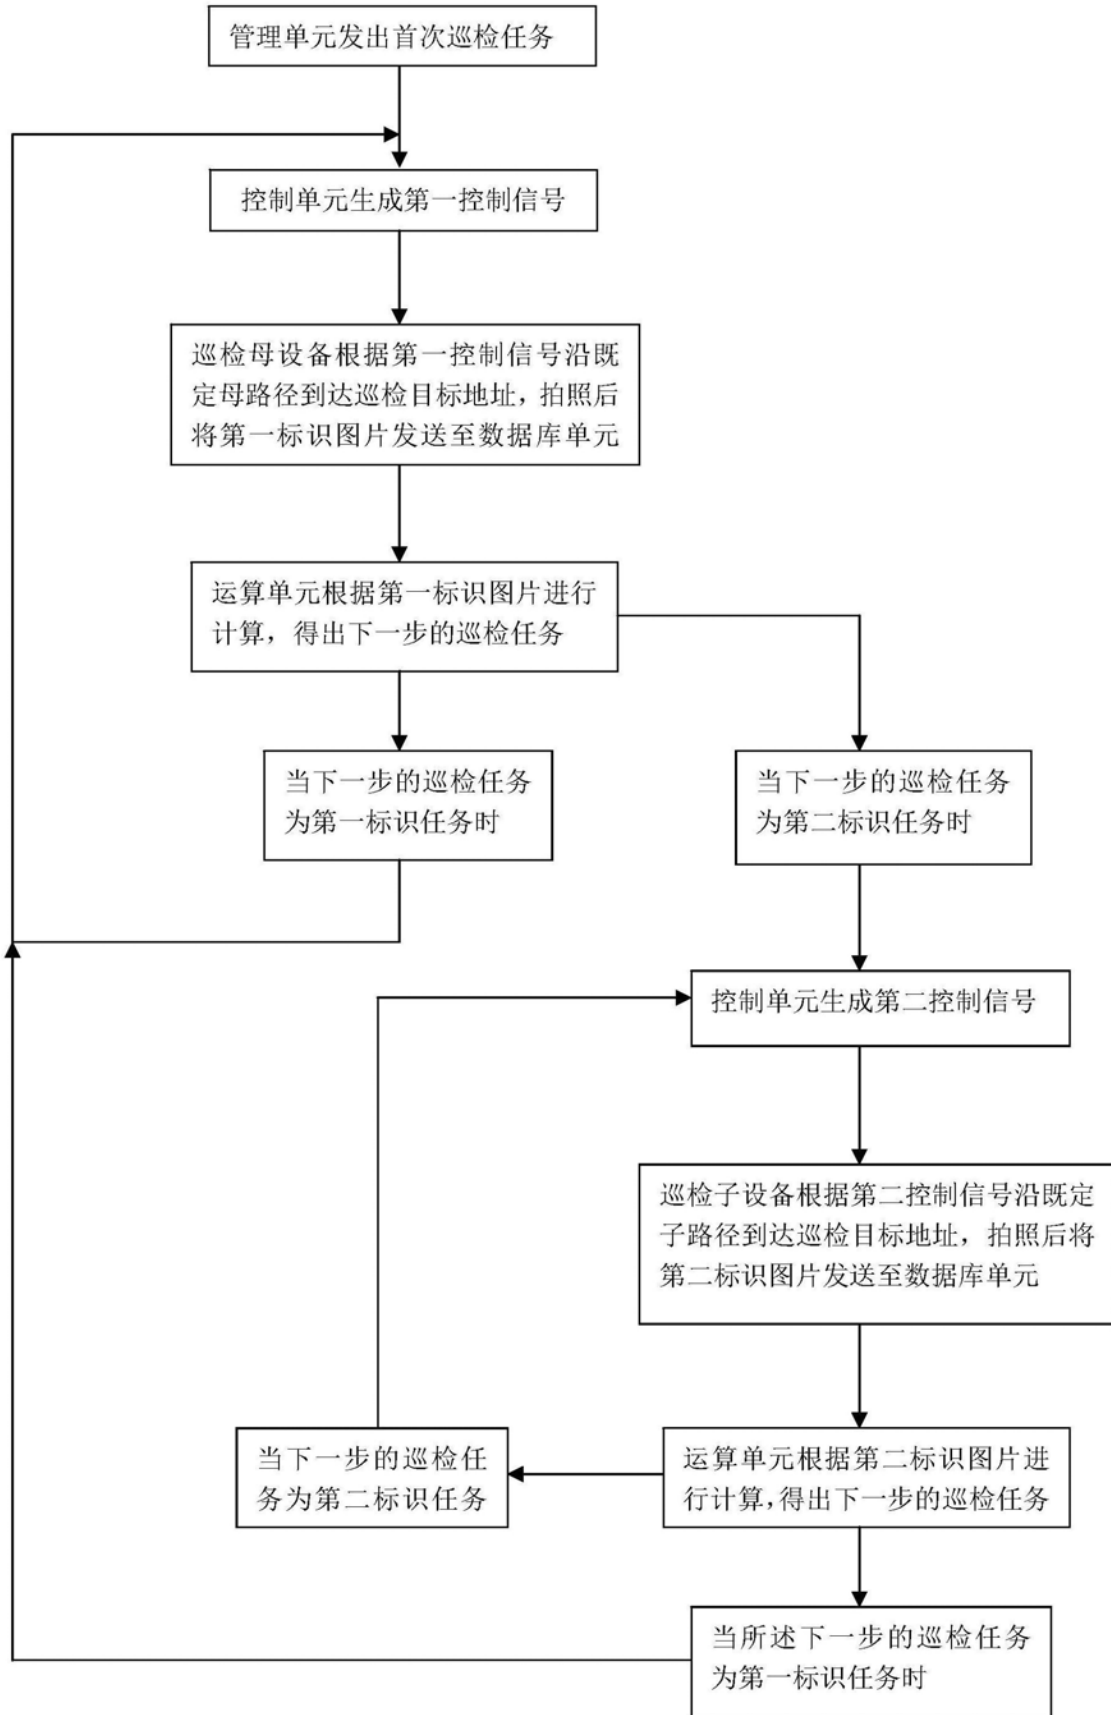 管理单元发出首次巡检任务
控制单元生成第一控制信号
巡检母设备根据第一控制信号沿既
定母路径到达巡检目标地址，拍照后
将第一标识图片发送至数据库单元
运算单元根据第一标识图片进行
计算，得出下一步的巡检任务
当下一步的巡检任务
为第一标识任务时
当下一步的巡检任务
为第二标识任务时
控制单元生成第二控制信号
巡检子设备根据第二控制信号沿既定
子路径到达巡检目标地址，拍照后将
第二标识图片发送至数据库单元
当下一步的巡检任
务为第二标识任务
运算单元根据第二标识图片进
行计算,得出下一步的巡检任务
当所述下一步的巡检任务
为第一标识任务时